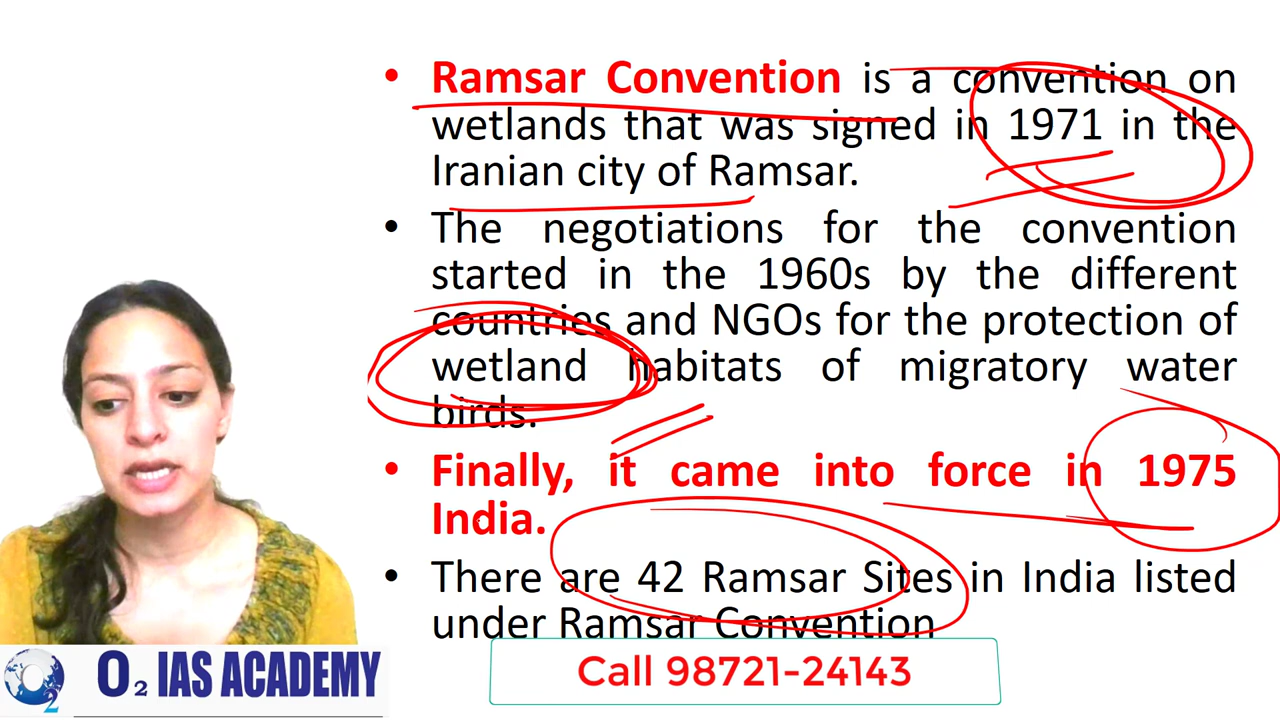 • Ramsar Convention is a convention on
wetlands that was signed in 1971 in the
Iranian city of Ramsar.
• The negotiations for the convention
started in the 1960s by the different
countries and NGOs for the protection of
wetland habitats of migratory water
birds.
• Finally, it came into force in 1975
India.
• There are 42 Ramsar Sites in India listed
under Ramsar Convention
O2 IAS ACADEMY
Call 98721-24143